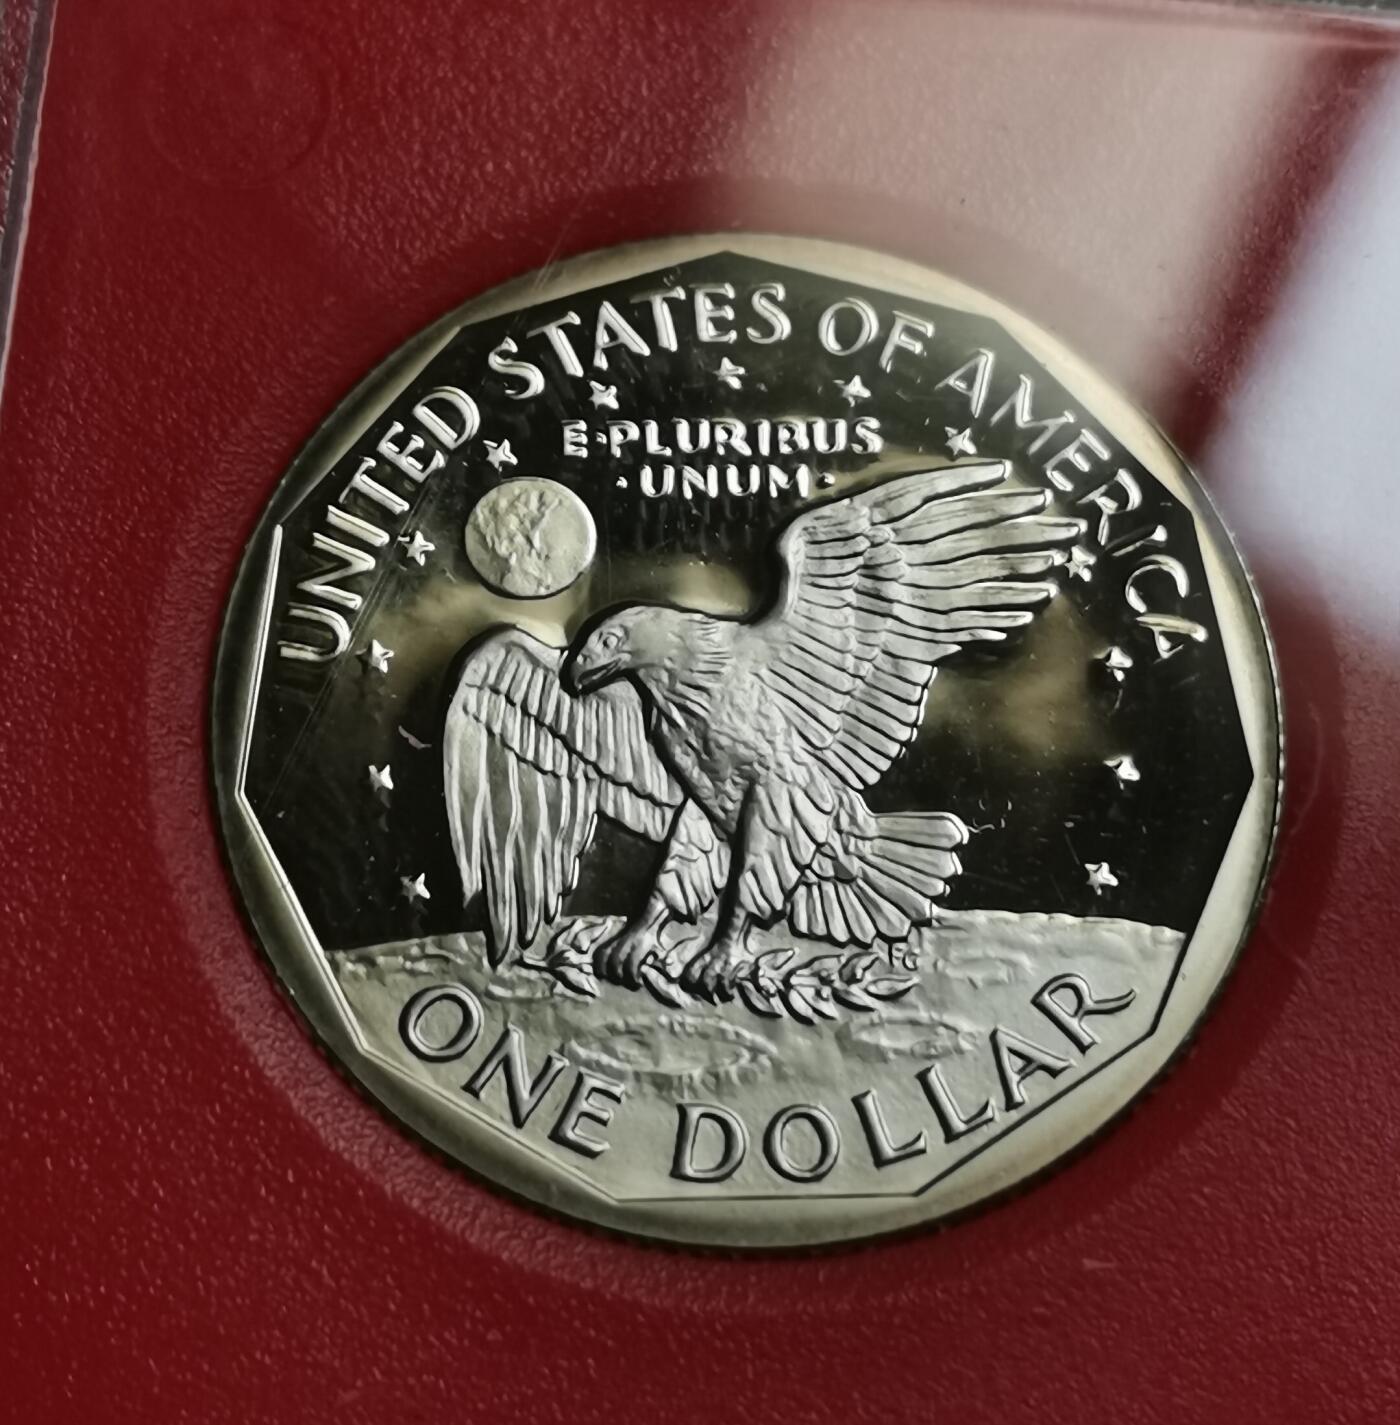 UNITED STATES OF AMERICA
E·PLURIBUS
·UNUM·
ONE DOLLAR